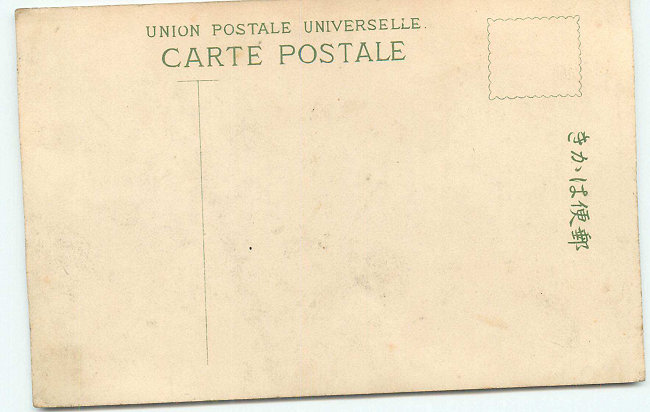 UNION POSTALE UNIVERSELLE.
CARTE POSTALE
郵便はかき